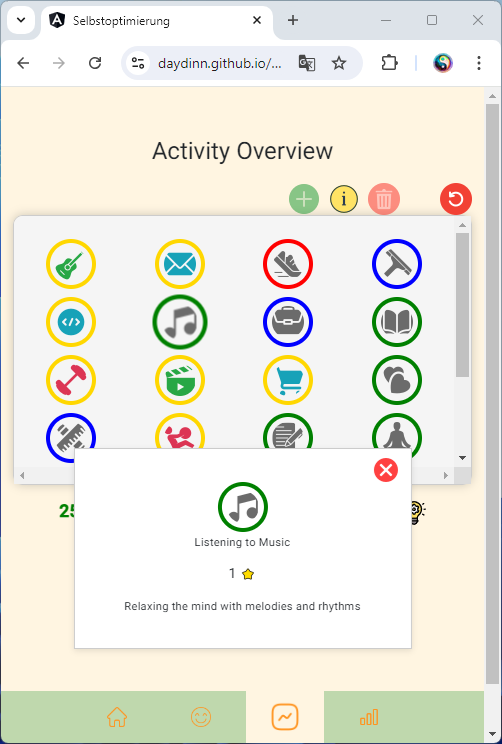 Selbstoptimierung
daydinn.github.io/...
Activity Overview
i
25
Listening to Music
1
Relaxing the mind with melodies and rhythms